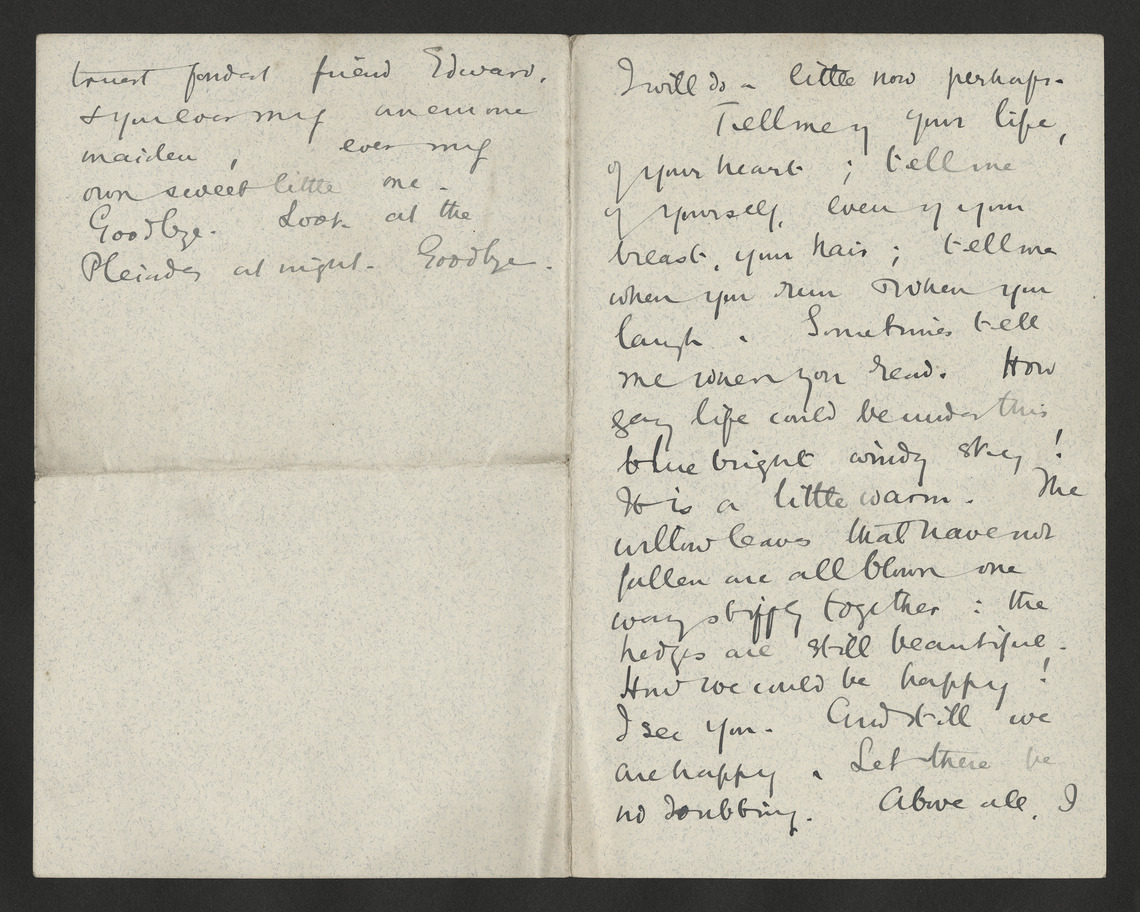 truest fondest friend Edward.
& you ever my anemone
maiden, ever my
own sweet little one.
Goodbye. Look at the
Pleiades at night. Goodbye.
I will do a little now perhaps.
Tell me of your life,
of your heart; tell me
of yourself, even of your
breast, your hair; tell me
when you run & when you
laugh. Sometimes tell
me when you read. How
gay life could be under this
blue bright windy sky!
It is a little warm. The
willow leaves that have not
fallen are all blown one
way stiffly together: the
hedges are still beautiful.
How we could be happy!
I see you. And still we
are happy. Let there be
no doubting. Above all, I